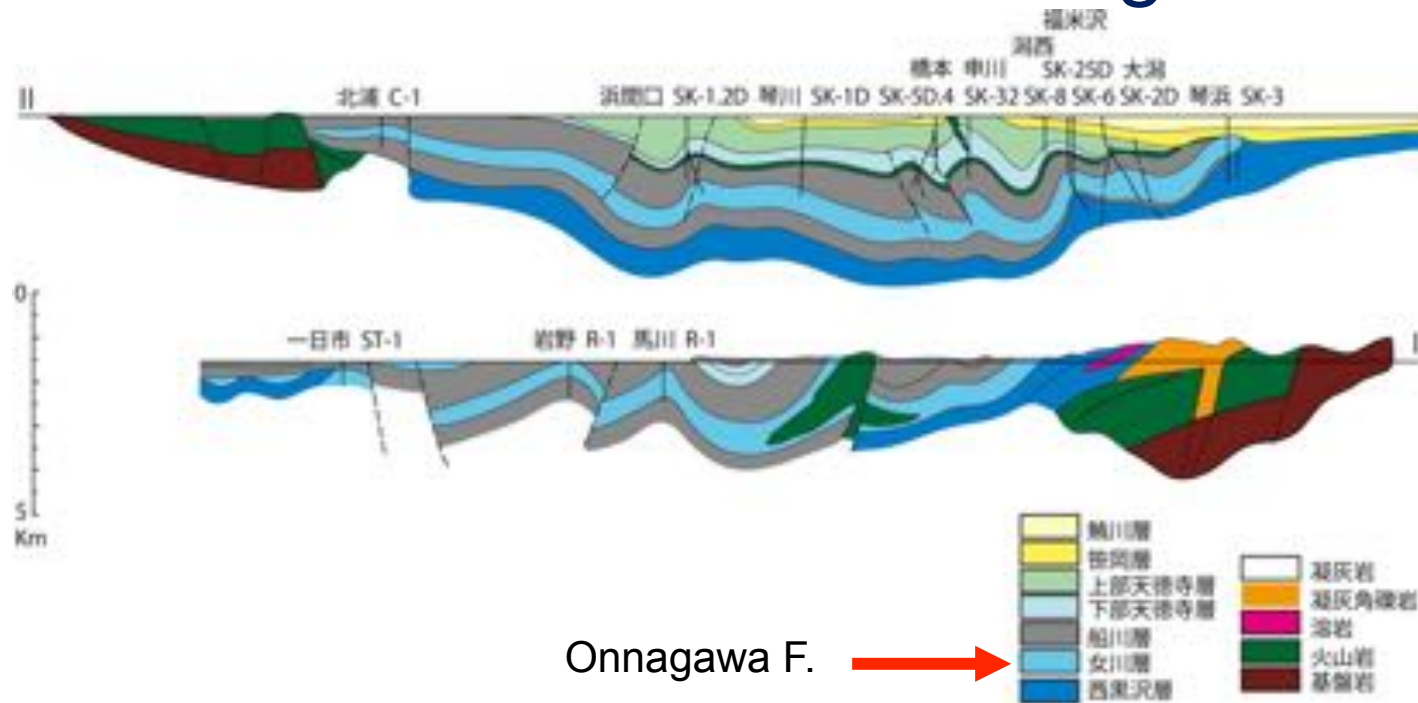 g
福米沢
潟西
橋本 申川 SK-2SD 大潟
II 北浦 C-1 浜間口 SK-1.2D 琴川 SK-1D SK-5D.4 SK-32 SK-8 SK-6 SK-2D 琴浜 SK-3
0
一日市 ST-1 岩野 R-1 馬川 R-1 I
5
Km
鮪川層
笹岡層
上部天徳寺層
下部天徳寺層
船川層
女川層
西黒沢層
凝灰岩
凝灰角礫岩
溶岩
火山岩
基盤岩
Onnagawa F.